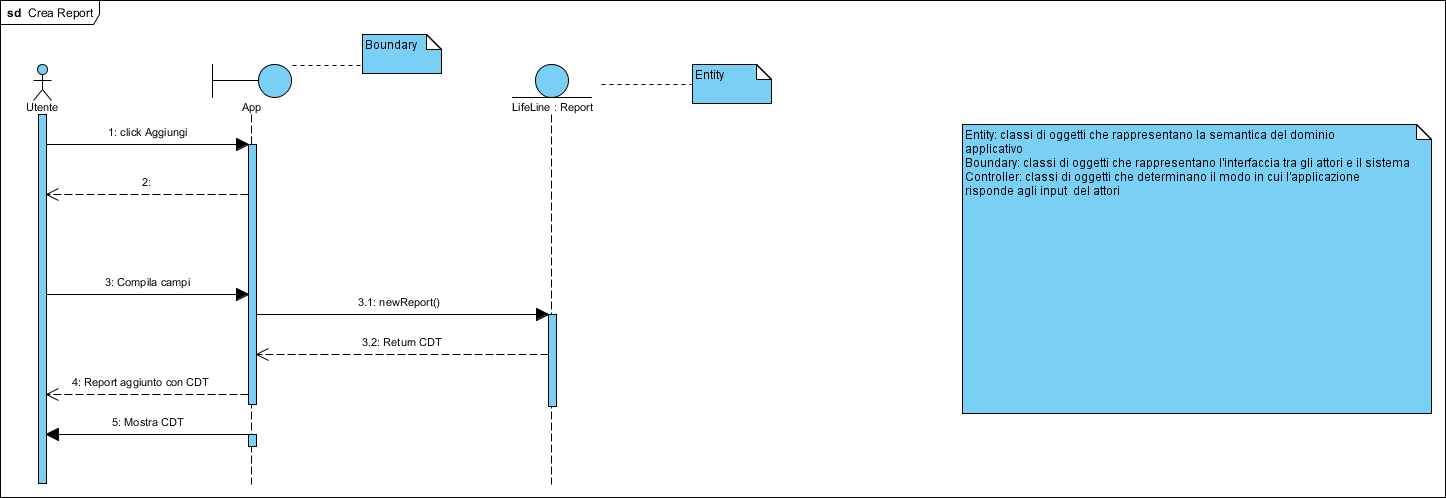 sd Crea Report
Boundary
Entity
Utente
App
LifeLine : Report
1: click Aggiungi
2:
3: Compila campi
3.1: newReport()
3.2: Return CDT
4: Report aggiunto con CDT
5: Mostra CDT
Entity: classi di oggetti che rappresentano la semantica del dominio
applicativo
Boundary: classi di oggetti che rappresentano l'interfaccia tra gli attori e il sistema
Controller: classi di oggetti che determinano il modo in cui l'applicazione
risponde agli input del attori